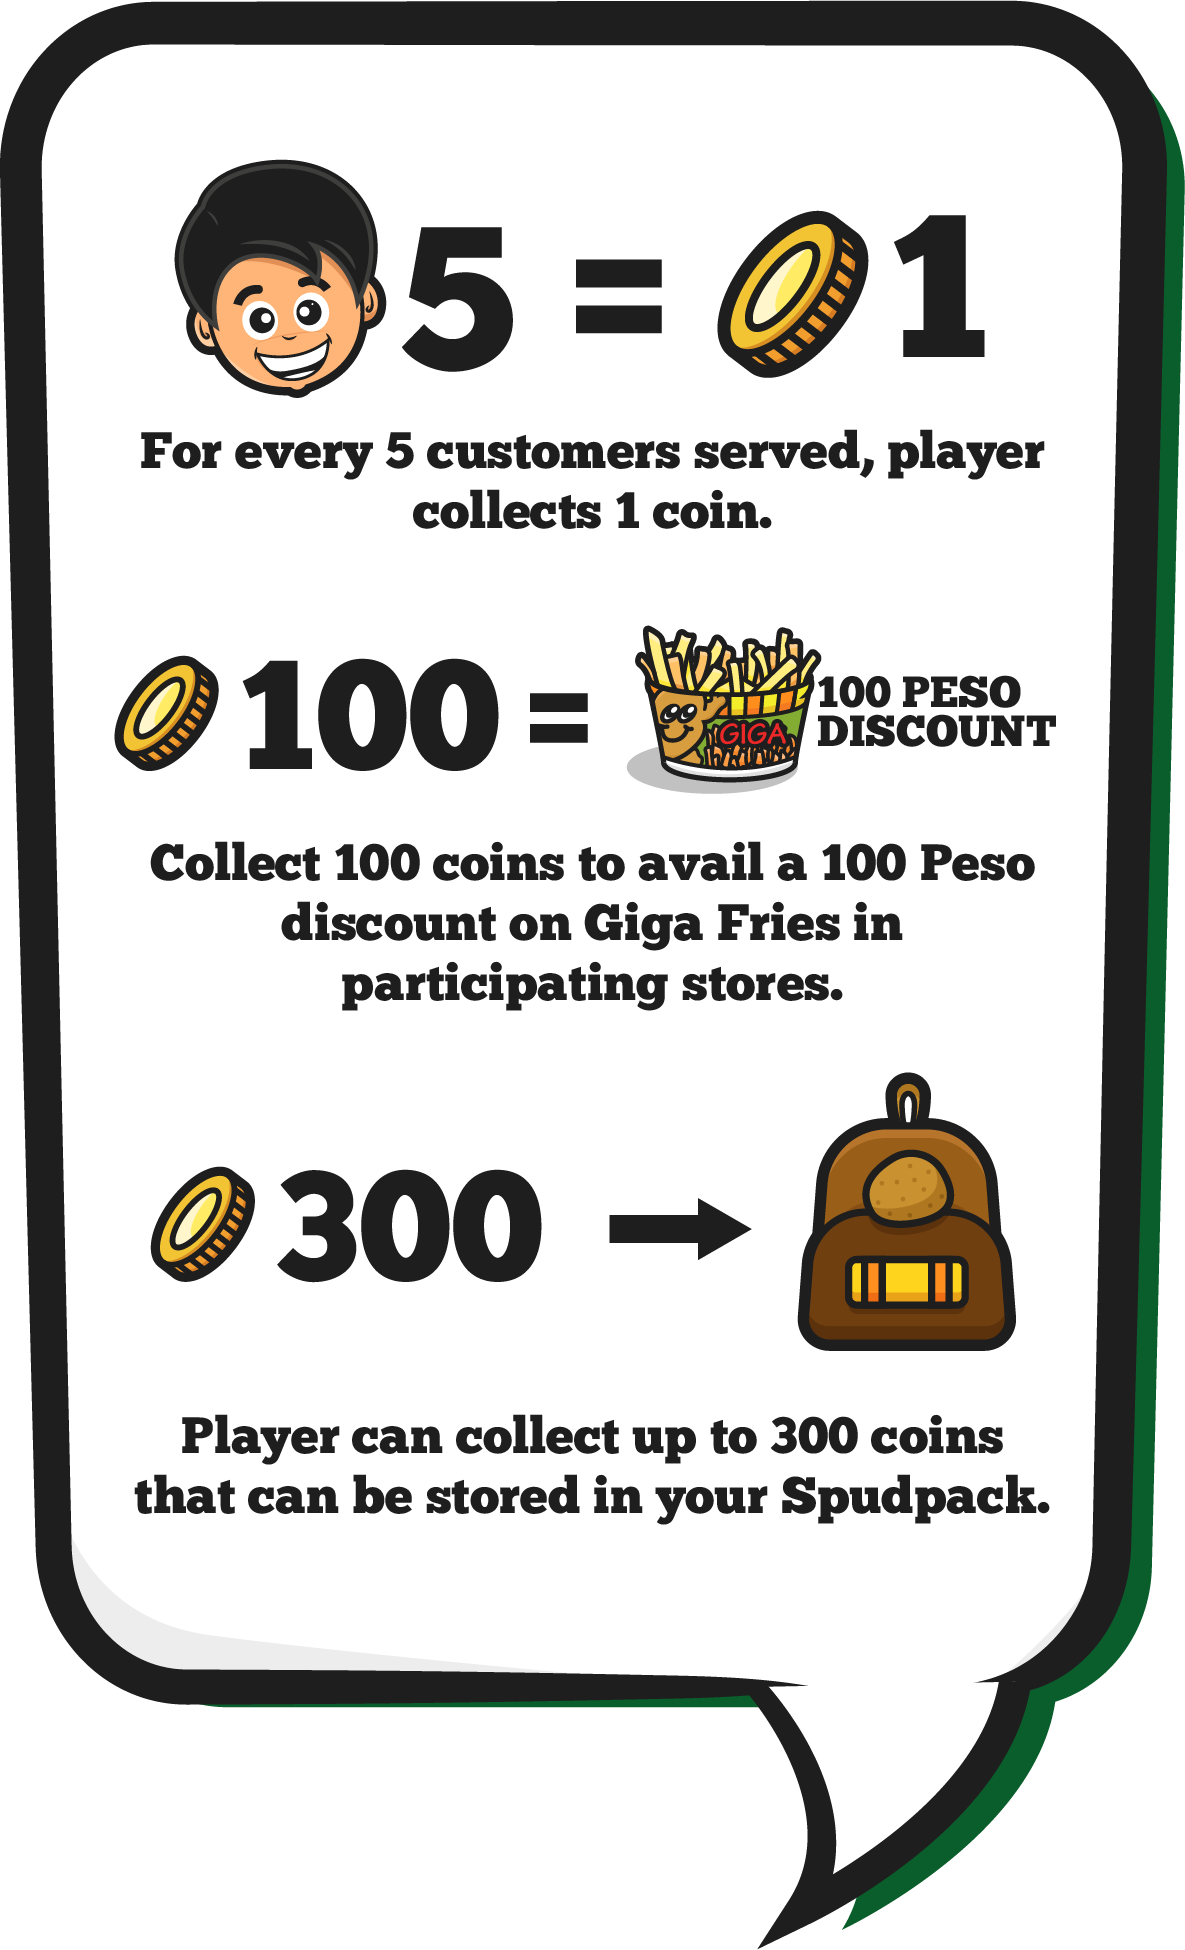 5 = 1
For every 5 customers served, player
collects 1 coin.
100 =
GIGA
100 PESO
DISCOUNT
Collect 100 coins to avail a 100 Peso
discount on Giga Fries in
participating stores.
300
Player can collect up to 300 coins
that can be stored in your Spudpack.